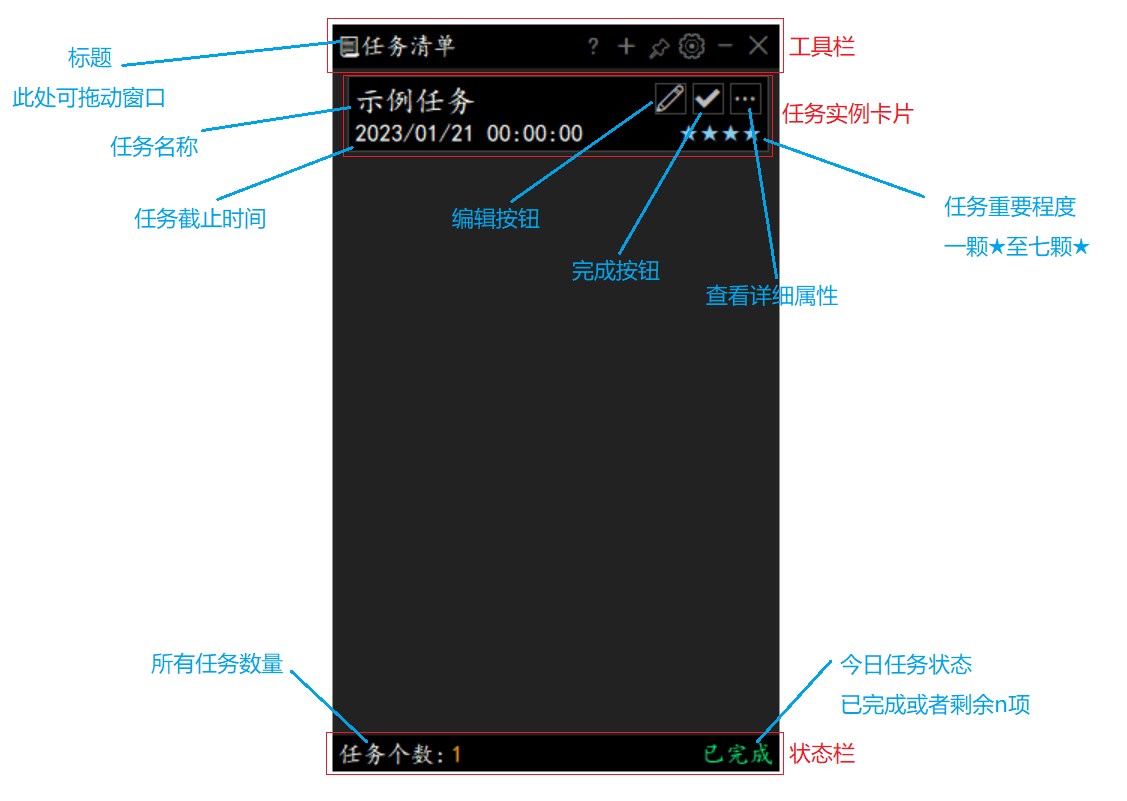 标题
此处可拖动窗口
任务清单
? + − ×
工具栏
示例任务
2023/01/21 00:00:00
★★★★
任务实例卡片
任务名称
任务截止时间
编辑按钮
完成按钮
查看详细属性
任务重要程度
一颗★至七颗★
所有任务数量
今日任务状态
已完成或者剩余n项
任务个数:1
已完成
状态栏